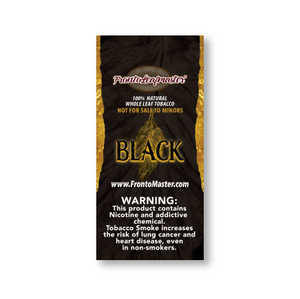 FrontoLeafmaster®
100% NATURAL
WHOLE LEAF TOBACCO
NOT FOR SALE TO MINORS
BLACK
www.FrontoMaster.com
WARNING:
This product contains
Nicotine and addictive
chemical.
Tobacco Smoke increases
the risk of lung cancer and
heart disease, even
in non-smokers.